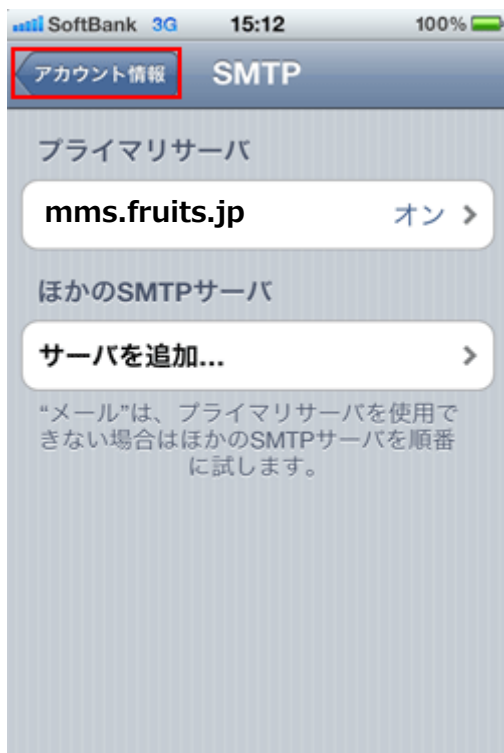 SoftBank 3G 15:12 100%
アカウント情報 SMTP
プライマリサーバ
mms.fruits.jp オン
ほかのSMTPサーバ
サーバを追加...
“メール”は、プライマリサーバを使用で
きない場合はほかのSMTPサーバを順番
に試します。